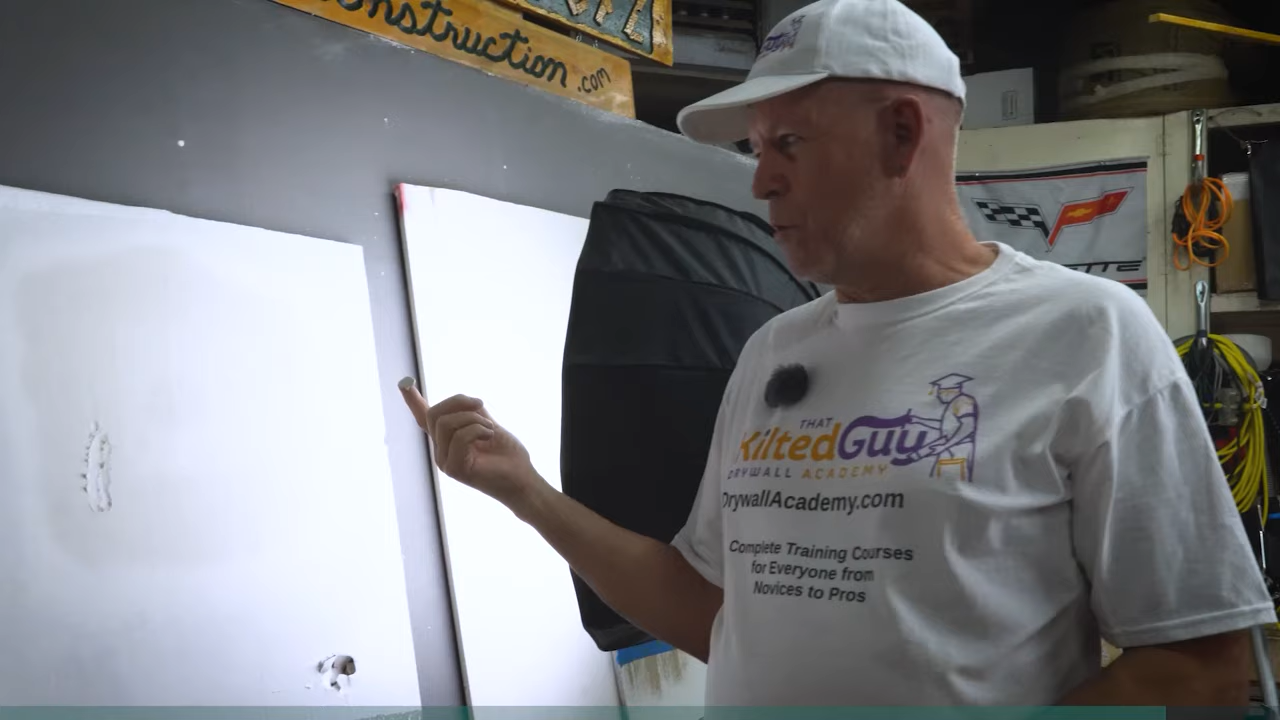 onstruction.com
THAT
KiltedGuy
DRYWALL ACADEMY
DrywallAcademy.com
Complete Training Courses
for Everyone from
Novices to Pros